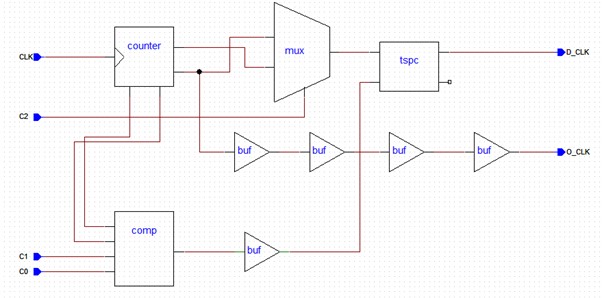 counter
mux
tspc
CLK
D_CLK
C2
buf
buf
buf
buf
O_CLK
comp
buf
C1
C0